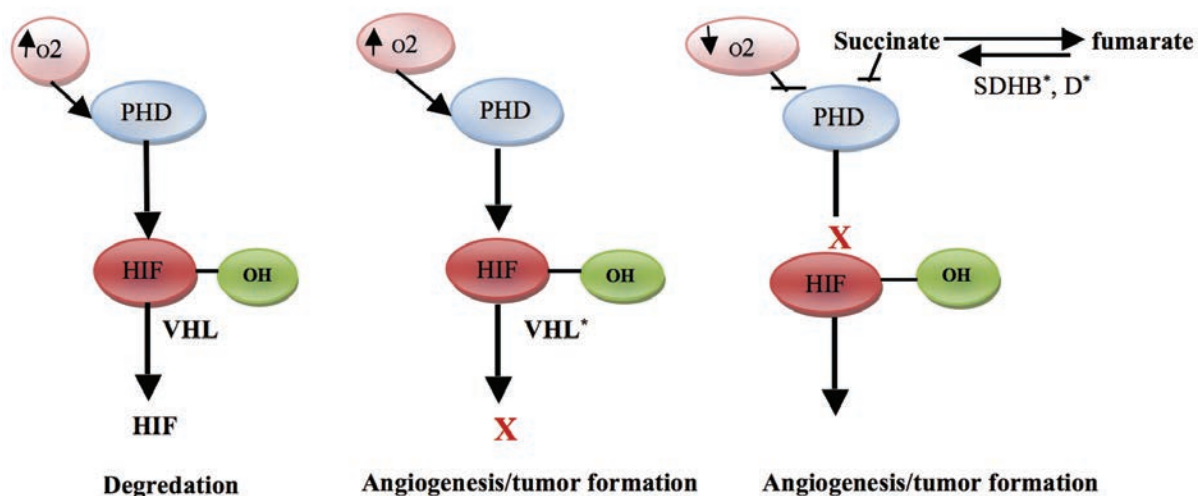 o2
PHD
HIF
OH
VHL
HIF
Degredation
o2
PHD
HIF
OH
VHL*
X
Angiogenesis/tumor formation
o2
Succinate
fumarate
SDHB*, D*
PHD
X
HIF
OH
Angiogenesis/tumor formation